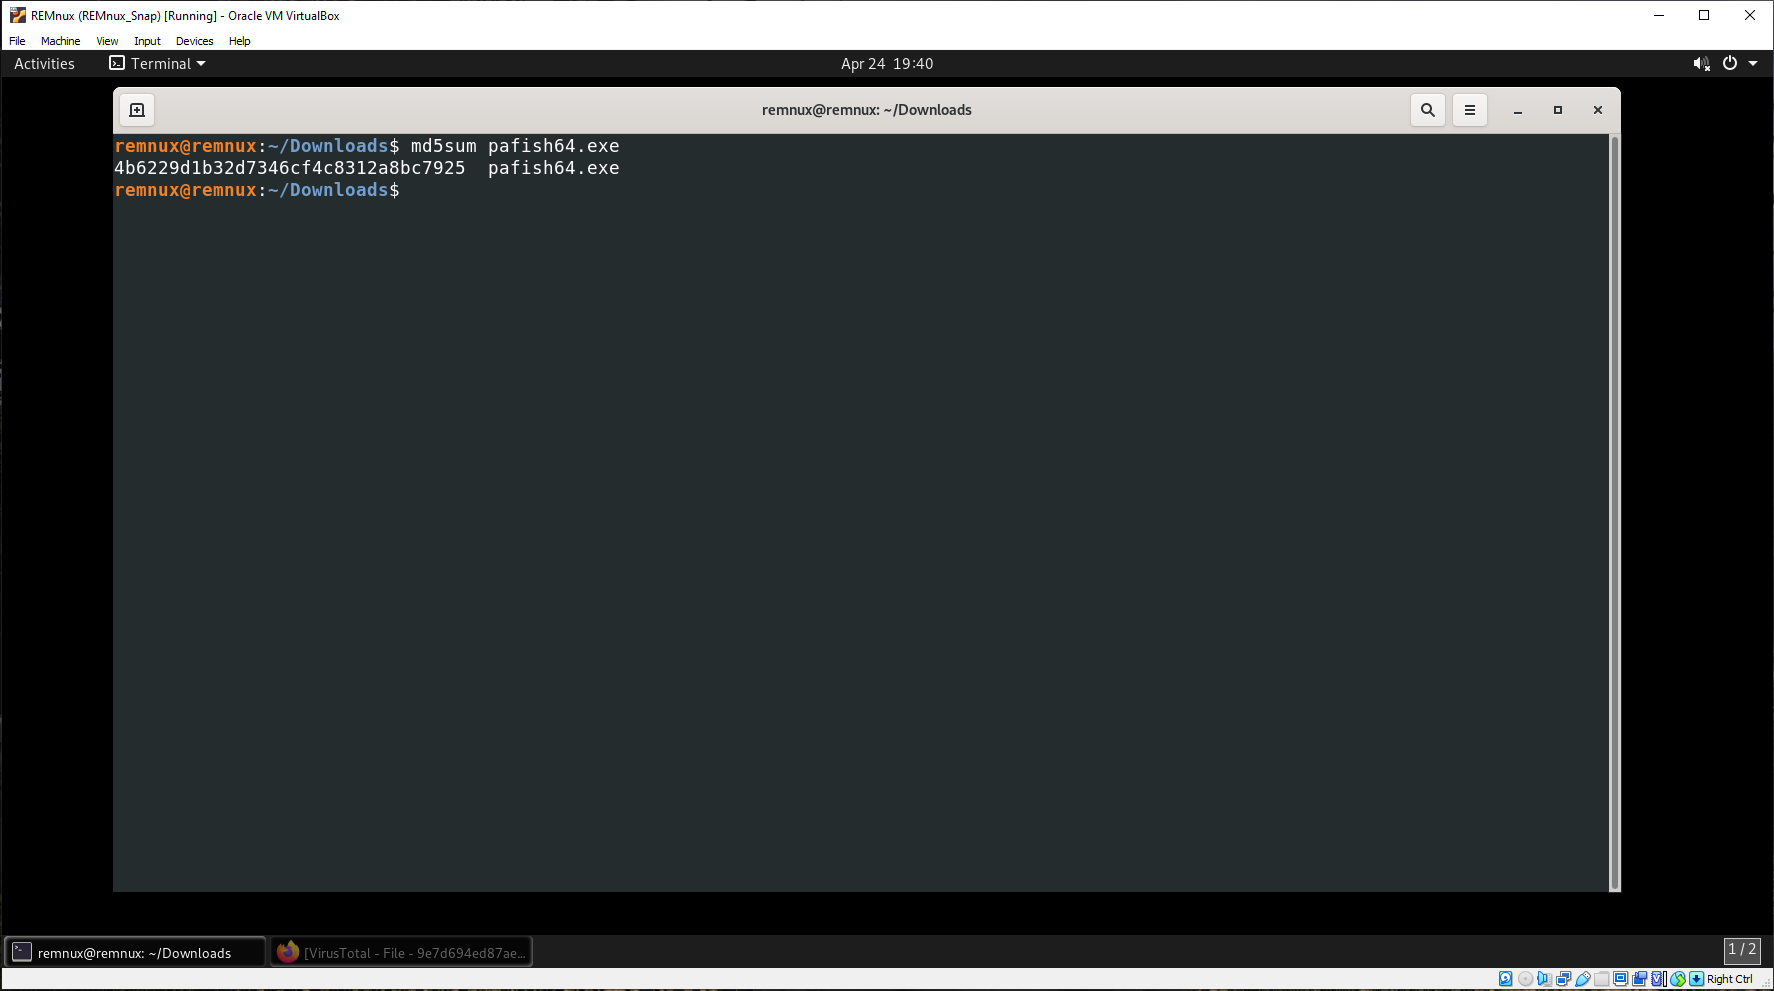 REMnux (REMnux_Snap) [Running] - Oracle VM VirtualBox
File Machine View Input Devices Help
Activities Terminal Apr 24 19:40
remnux@remnux: ~/Downloads
remnux@remnux:~/Downloads$ md5sum pafish64.exe
4b6229d1b32d7346cf4c8312a8bc7925 pafish64.exe
remnux@remnux:~/Downloads$
remnux@remnux: ~/Downloads [VirusTotal - File - 9e7d694ed87ae... 1 / 2
Right Ctrl